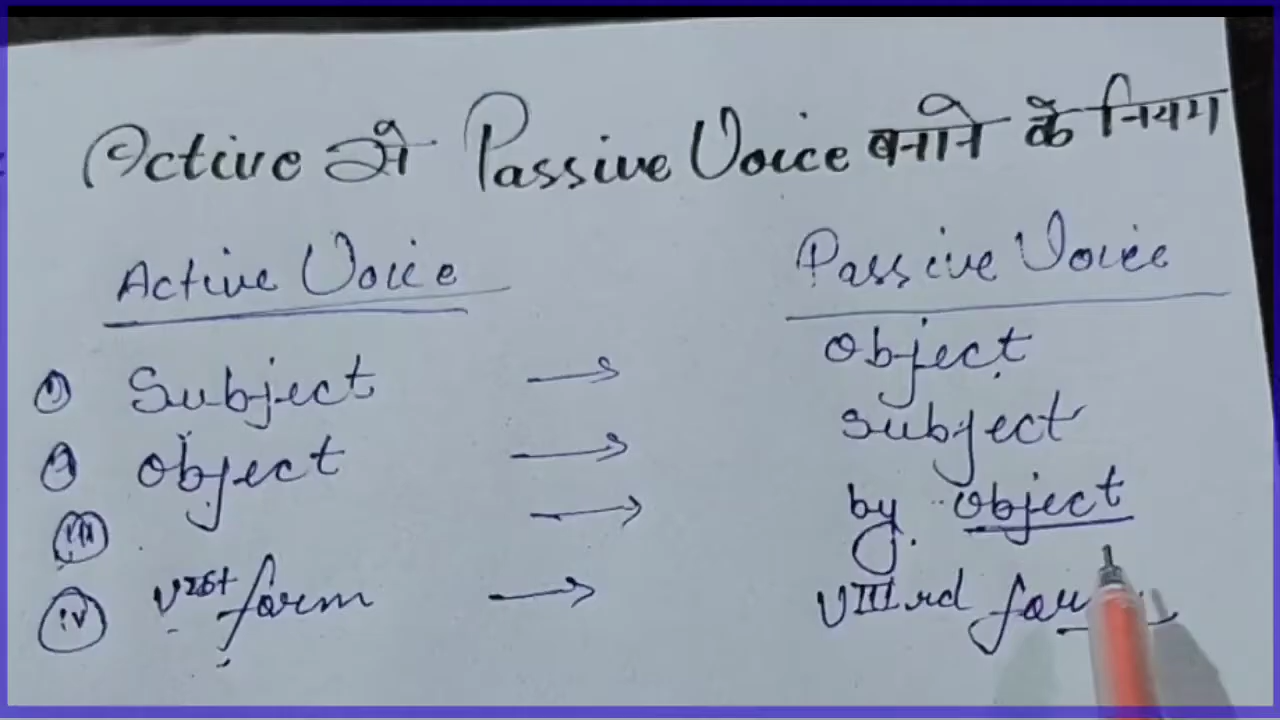 Active से Passive Voice बनाने के नियम
Active Voice Passive Voice
① Subject → Object
② Object → Subject
(iii) → by object
(iv) VIst form → VIIIrd form